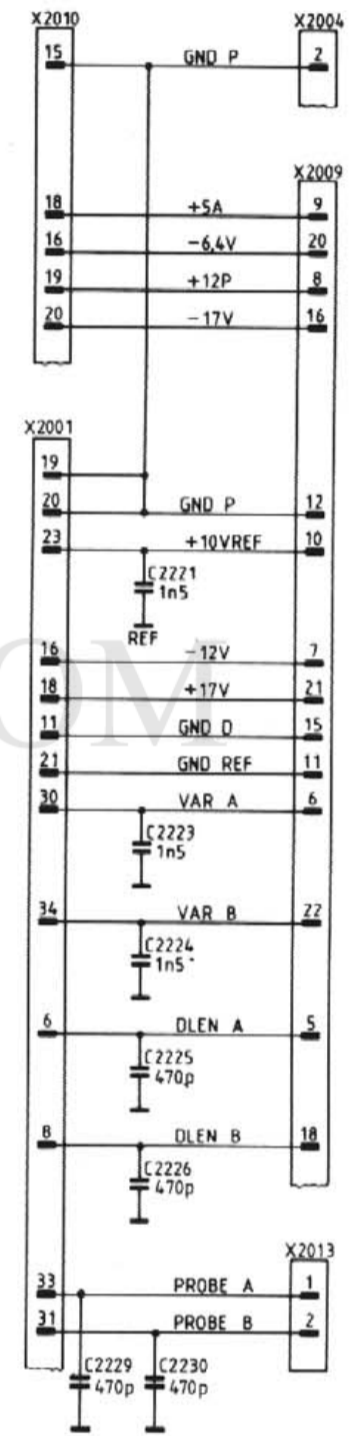 X2010 X2004
15 GND P 2
X2009
18 +5A 9
16 -6,4V 20
19 +12P 8
20 -17V 16
X2001
19
20 GND P 12
23 +10VREF 10
C2221
1n5
REF
16 -12V 7
18 +17V 21
11 GND D 15
21 GND REF 11
30 VAR A 6
C2223
1n5
34 VAR B 22
C2224
1n5
6 DLEN A 5
C2225
470p
8 DLEN B 18
C2226
470p
X2013
33 PROBE A 1
31 PROBE B 2
C2229 C2230
470p 470p
OM